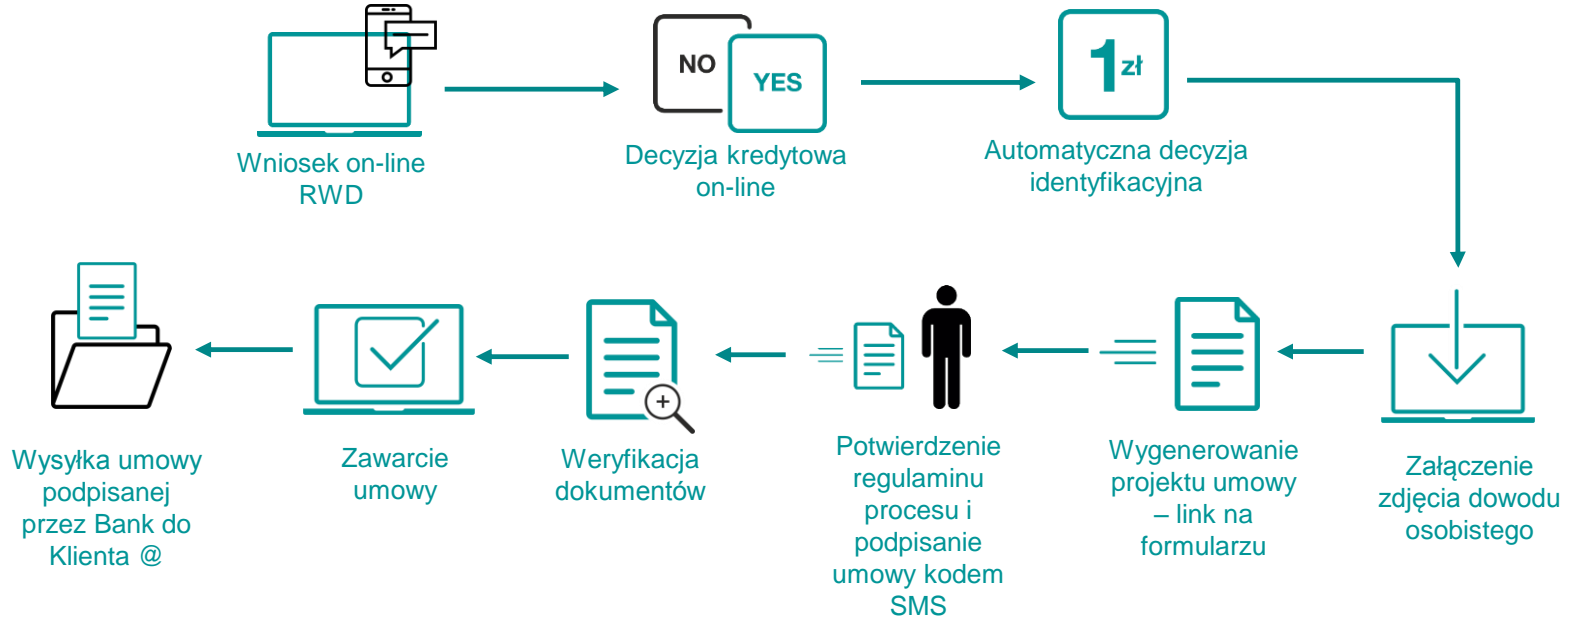 NO
YES
1 zł
Wniosek on-line
RWD
Decyzja kredytowa
on-line
Automatyczna decyzja
identyfikacyjna
Załączenie
zdjęcia dowodu
osobistego
Wygenerowanie
projektu umowy
– link na
formularzu
Potwierdzenie
regulaminu
procesu i
podpisanie
umowy kodem
SMS
Weryfikacja
dokumentów
Zawarcie
umowy
Wysyłka umowy
podpisanej
przez Bank do
Klienta @